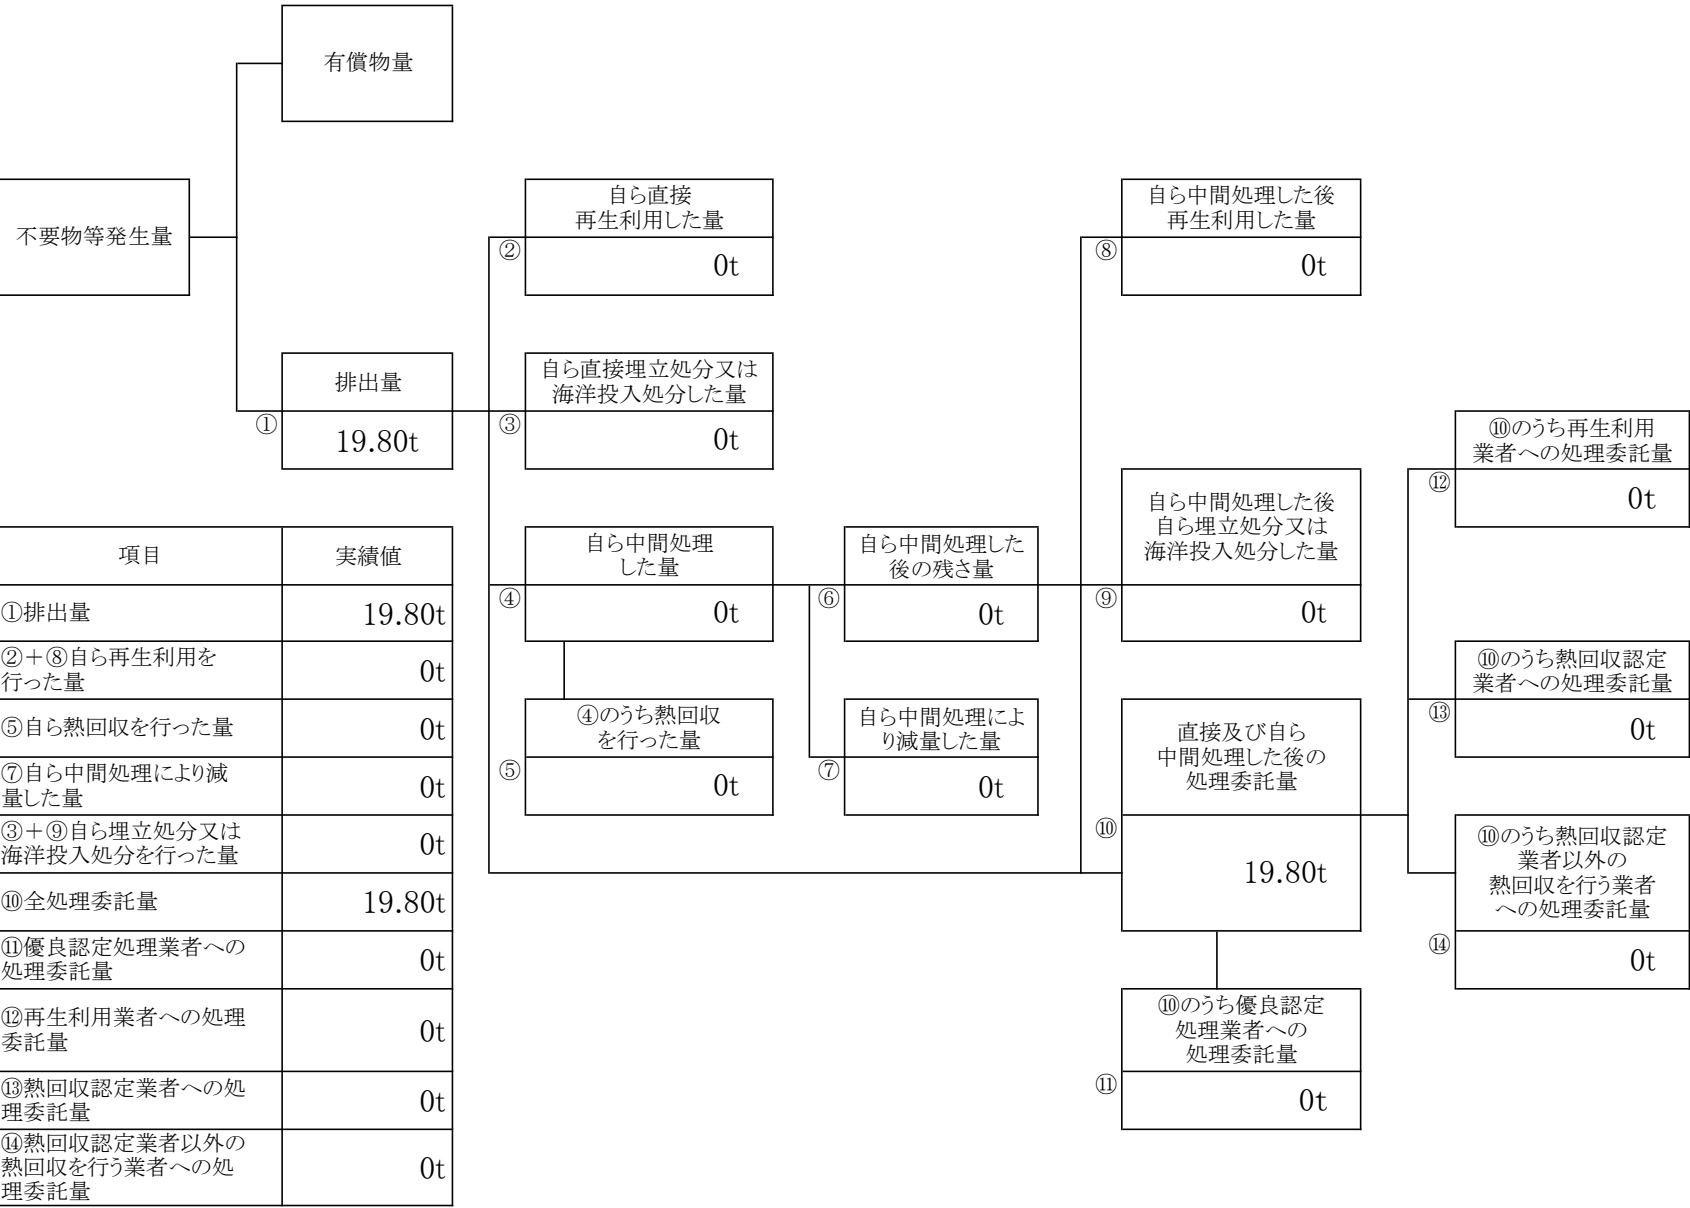 有償物量
不要物等発生量
自ら直接
再生利用した量
②
0t
自ら中間処理した後
再生利用した量
⑧
0t
排出量
①
19.80t
自ら直接埋立処分又は
海洋投入処分した量
③
0t
⑩のうち再生利用
業者への処理委託量
⑫
0t
自ら中間処理した後
自ら埋立処分又は
海洋投入処分した量
⑨
0t
自ら中間処理
した量
④
0t
自ら中間処理した
後の残さ量
⑥
0t
⑩のうち熱回収認定
業者への処理委託量
⑬
0t
④のうち熱回収
を行った量
⑤
0t
自ら中間処理によ
り減量した量
⑦
0t
直接及び自ら
中間処理した後の
処理委託量
⑩
19.80t
⑩のうち熱回収認定
業者以外の
熱回収を行う業者
への処理委託量
⑭
0t
⑩のうち優良認定
処理業者への
処理委託量
⑪
0t
項目 実績値
①排出量 19.80t
②＋⑧自ら再生利用を
行った量 0t
⑤自ら熱回収を行った量 0t
⑦自ら中間処理により減
量した量 0t
③＋⑨自ら埋立処分又は
海洋投入処分を行った量 0t
⑩全処理委託量 19.80t
⑪優良認定処理業者への
処理委託量 0t
⑫再生利用業者への処理
委託量 0t
⑬熱回収認定業者への処
理委託量 0t
⑭熱回収認定業者以外の
熱回収を行う業者への処
理委託量 0t